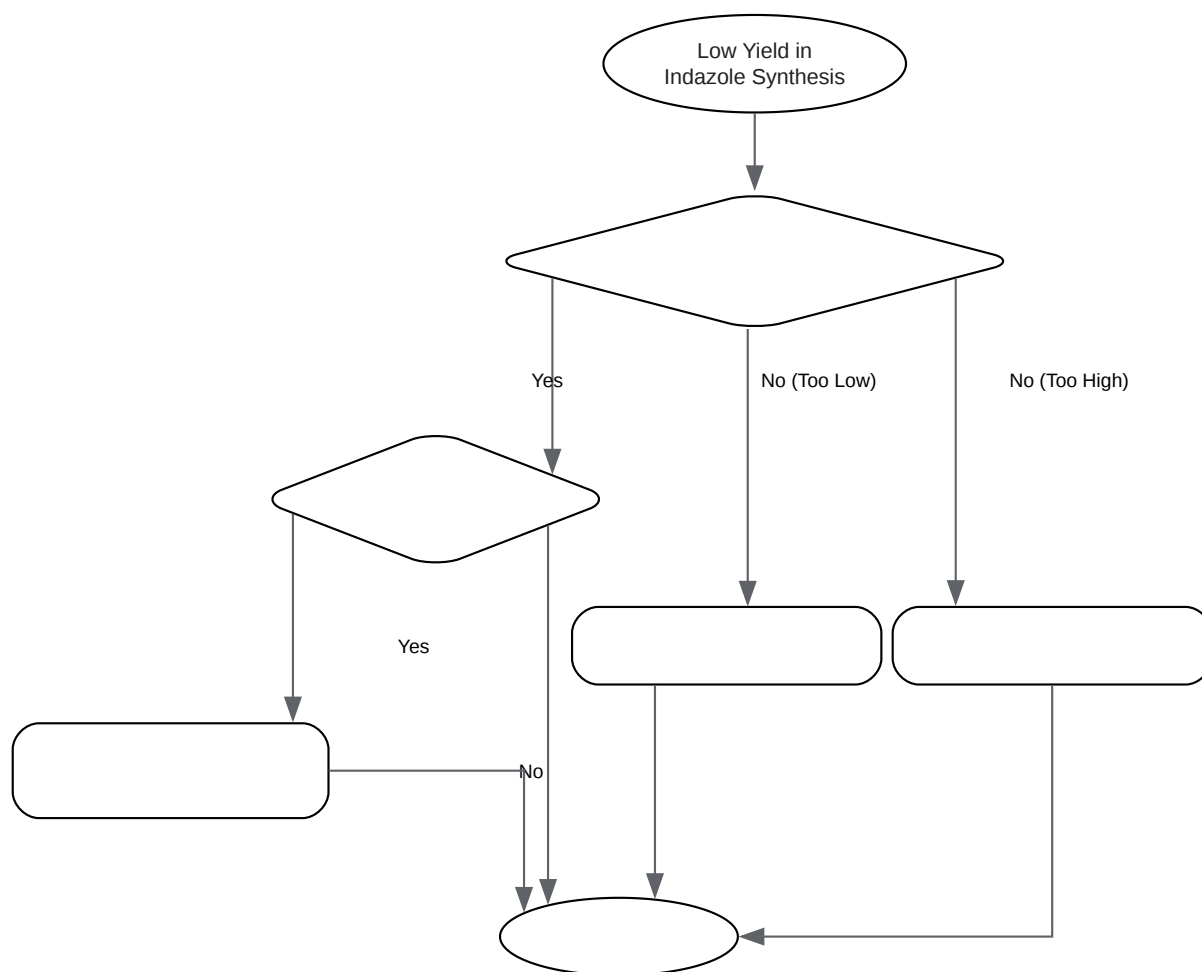 Low Yield in
Indazole Synthesis
Yes
No (Too Low)
No (Too High)
Yes
No